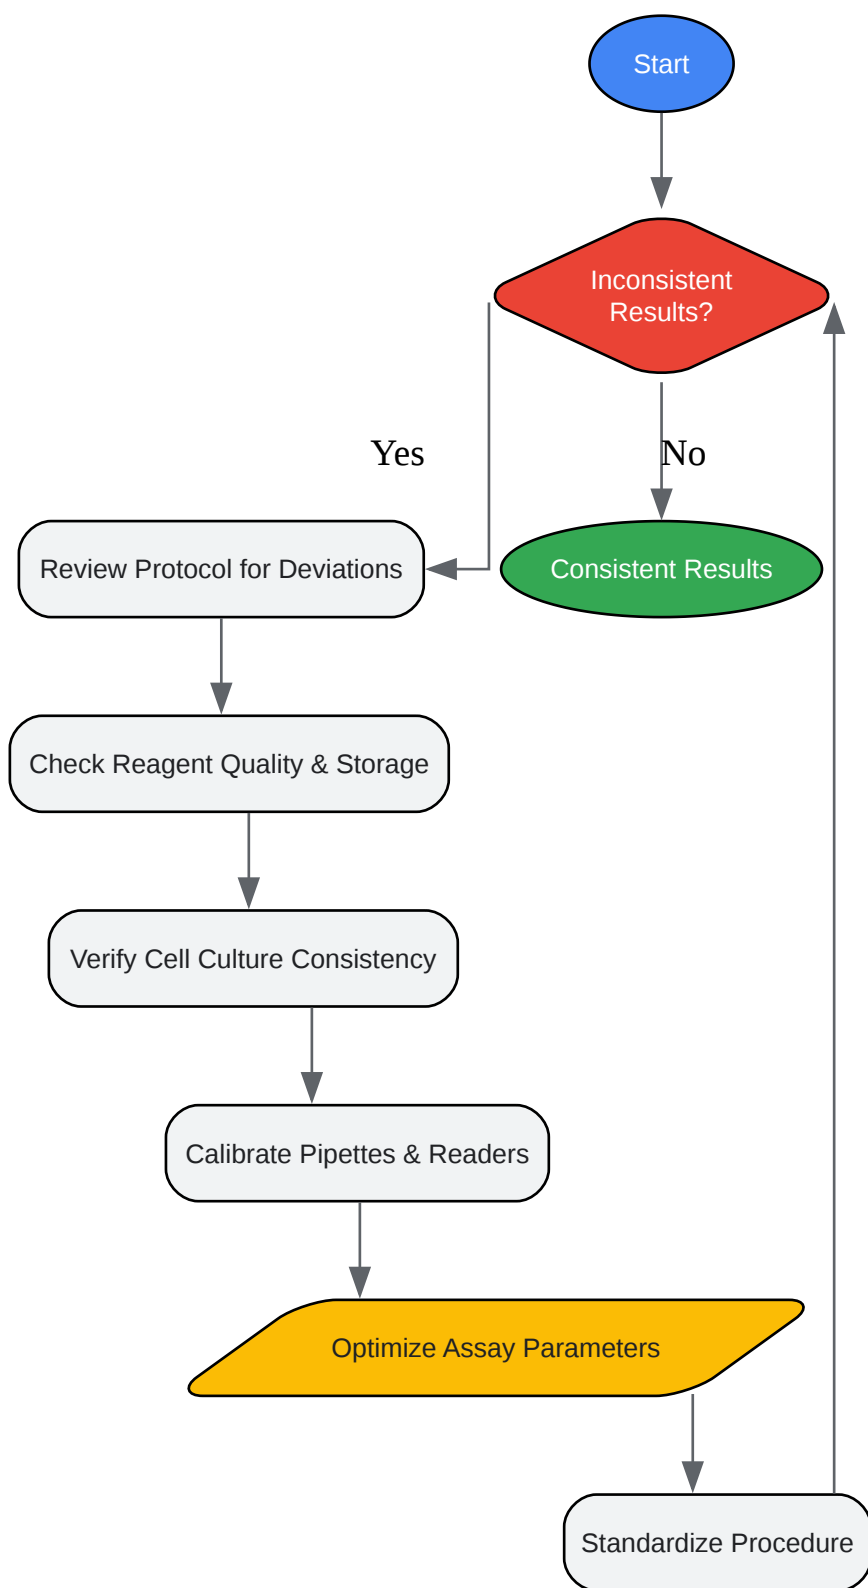 Start
Inconsistent
Results?
Yes
No
Review Protocol for Deviations
Consistent Results
Check Reagent Quality & Storage
Verify Cell Culture Consistency
Calibrate Pipettes & Readers
Optimize Assay Parameters
Standardize Procedure